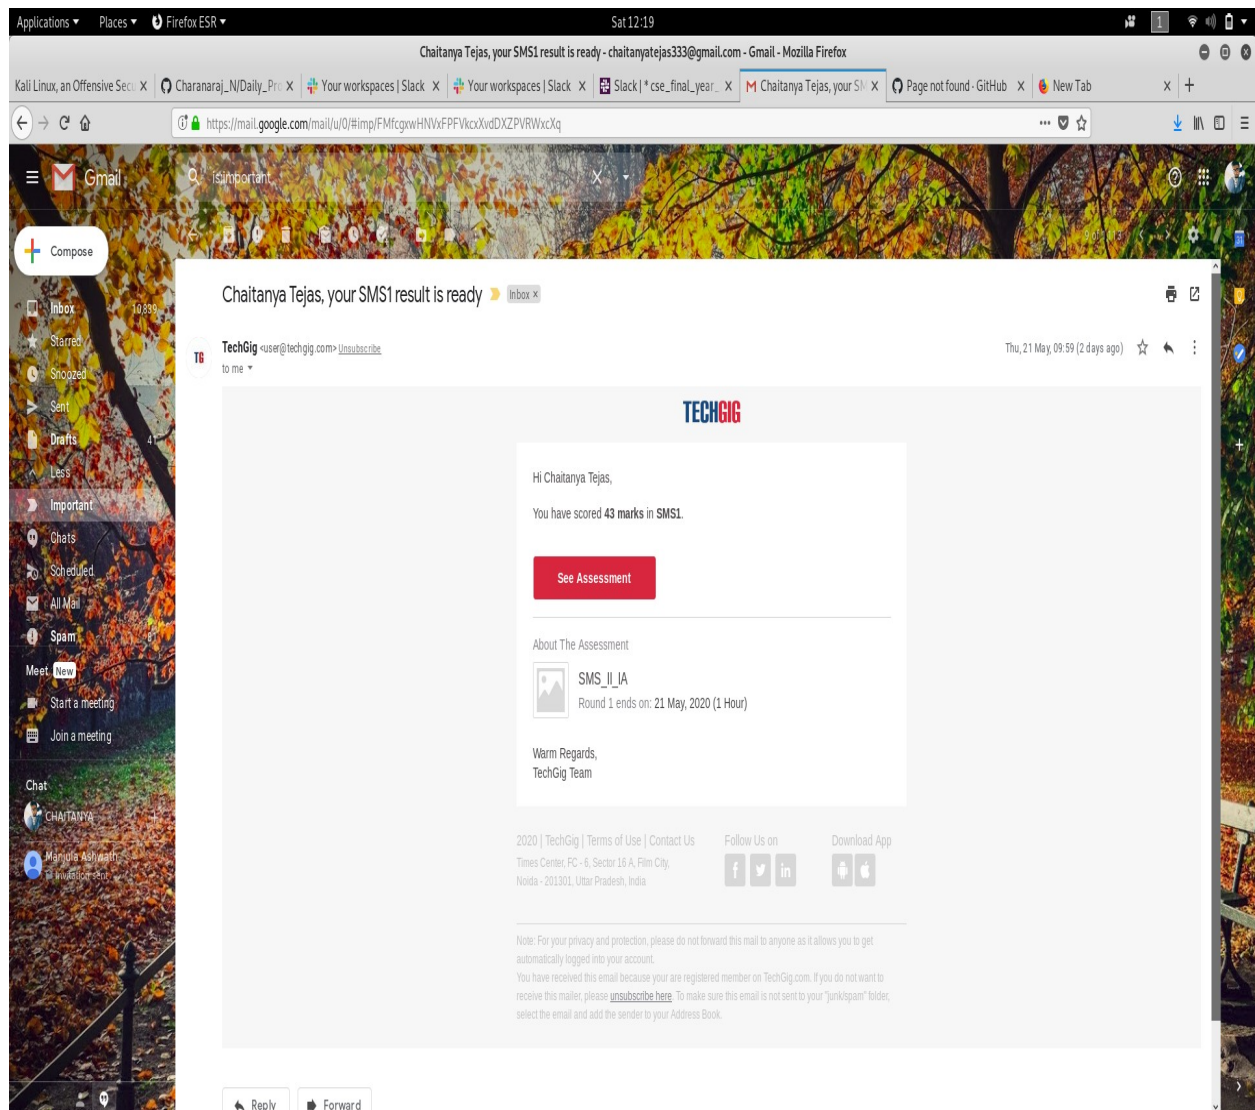 Applications ▾ Places ▾ Firefox ESR ▾ Sat 12:19 1
Chaitanya Tejas, your SMS1 result is ready - chaitanyatejas333@gmail.com - Gmail - Mozilla Firefox
Kali Linux, an Offensive Secu Charanaraj_N/Daily_Pro Your workspaces | Slack Your workspaces | Slack Slack | * cse_final_year_ Chaitanya Tejas, your SM Page not found · GitHub New Tab
https://mail.google.com/mail/u/0/#imp/FMfcgxwHNVxFPFVkcxXvdDXZPVRWxcXq
Gmail is:important
Compose
Inbox 10,839
Starred
Snoozed
Sent
Drafts 41
Less
Important
Chats
Scheduled
All Mail
Spam
Meet New
Start a meeting
Join a meeting
Chat
CHAITANYA
Manjula Ashwath
Invitation sent
Chaitanya Tejas, your SMS1 result is ready Inbox ×
TG TechGig <user@techgig.com> Unsubscribe Thu, 21 May, 09:59 (2 days ago)
to me
TECHGIG
Hi Chaitanya Tejas,
You have scored 43 marks in SMS1.
See Assessment
About The Assessment
SMS_II_IA
Round 1 ends on: 21 May, 2020 (1 Hour)
Warm Regards,
TechGig Team
2020 | TechGig | Terms of Use | Contact Us Follow Us on Download App
Times Center, FC - 6, Sector 16 A, Film City,
Noida - 201301, Uttar Pradesh, India
Note: For your privacy and protection, please do not forward this mail to anyone as it allows you to get
automatically logged into your account.
You have received this email because your are registered member on TechGig.com. If you do not want to
receive this mailer, please unsubscribe here. To make sure this email is not sent to your "junk/spam" folder,
select the email and add the sender to your Address Book.
Reply Forward